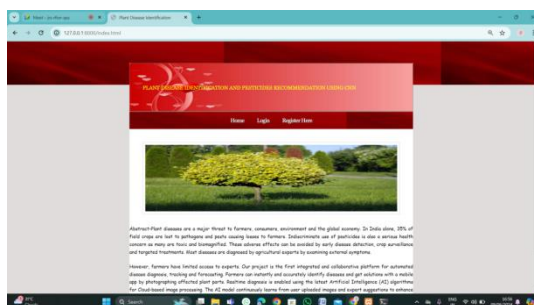 Plant Disease Identification
127.0.0.1:8000/index.html
PLANT DISEASE IDENTIFICATION AND PESTICIDES RECOMMENDATION USING CNN
Home Login Register Here
Abstract-Plant diseases are a major threat to farmers, consumers, environment and the global economy. In India alone, 35% of
field crops are lost to pathogens and pests causing losses to farmers. Indiscriminate use of pesticides is also a serious health
concern as many are toxic and biomagnified. These adverse effects can be avoided by early disease detection, crop surveillance
and targeted treatments. Most diseases are diagnosed by agricultural experts by examining external symptoms.
However, farmers have limited access to experts. Our project is the first integrated and collaborative platform for automated
disease diagnosis, tracking and forecasting. Farmers can instantly and accurately identify diseases and get solutions with a mobile
app by photographing affected plant parts. Realtime diagnosis is enabled using the latest Artificial Intelligence (AI) algorithms
for Cloud-based image processing. The AI model continuously learns from user uploaded images and expert suggestions to enhance
Search
ENG